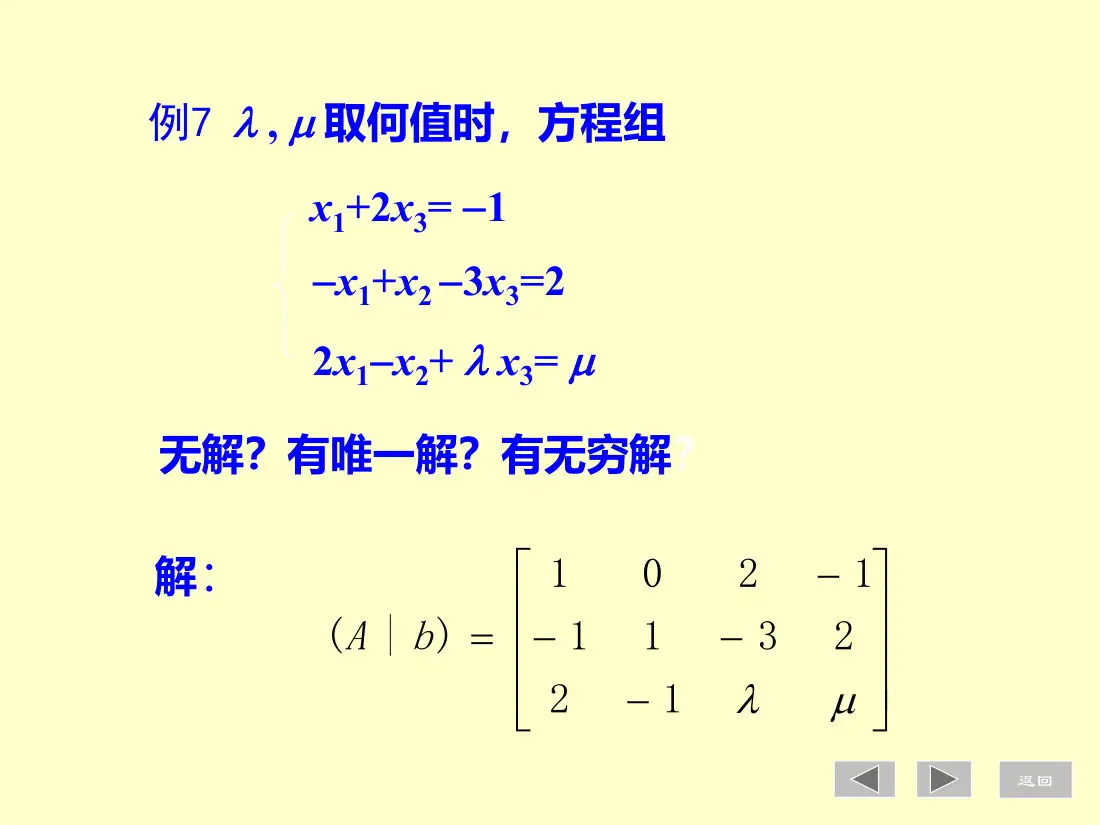 例7 λ , μ 取何值时，方程组
x₁+2x₃= –1
–x₁+x₂ –3x₃=2
2x₁–x₂+ λ x₃= μ
无解？有唯一解？有无穷解？
解：
(A | b) =
1 0 2 –1
–1 1 –3 2
2 –1 λ μ
返回